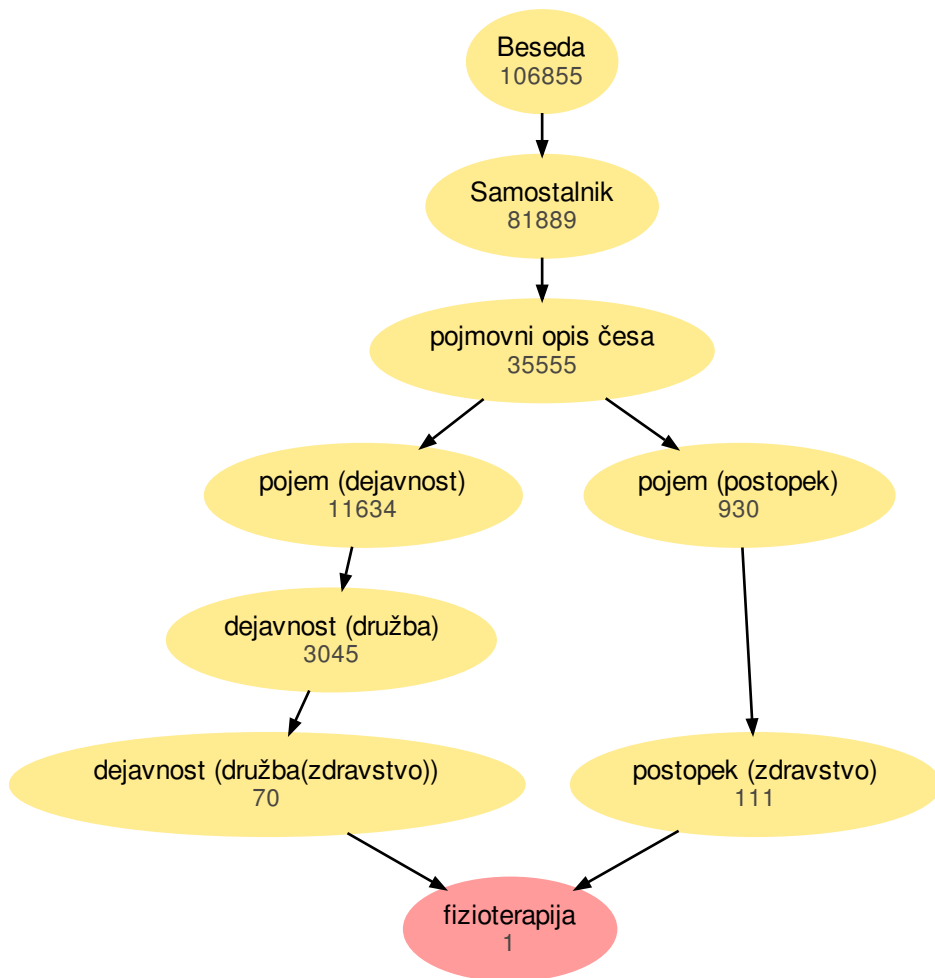 Beseda
106855
Samostalnik
81889
pojmovni opis česa
35555
pojem (dejavnost)
11634
pojem (postopek)
930
dejavnost (družba)
3045
dejavnost (družba(zdravstvo))
70
postopek (zdravstvo)
111
fizioterapija
1